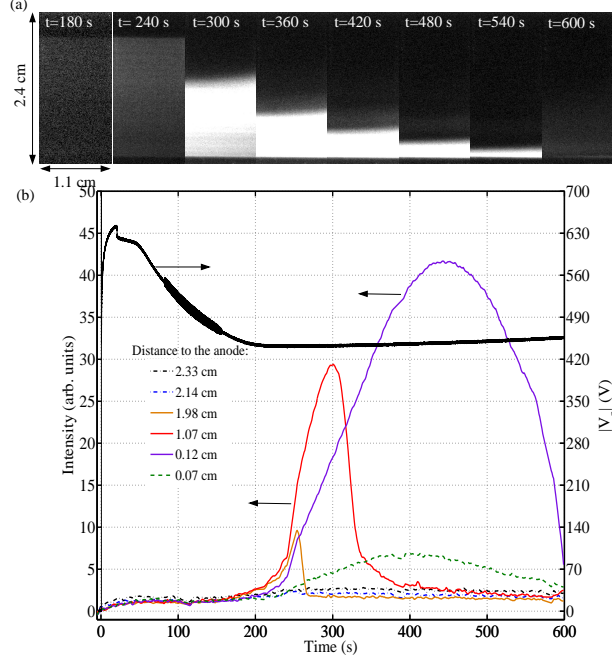 (a)
t=180 s t= 240 s t=300 s t=360 s t=420 s t=480 s t=540 s t=600 s
2.4 cm
1.1 cm
(b)
50 700
45 630
40 560
35 490
30 420
25 350
20 280
15 210
10 140
5 70
0 0
Intensity (arb. units)
Distance to the anode:
2.33 cm
2.14 cm
1.98 cm
1.07 cm
0.12 cm
0.07 cm
0 100 200 300 400 500 600
Time (s)